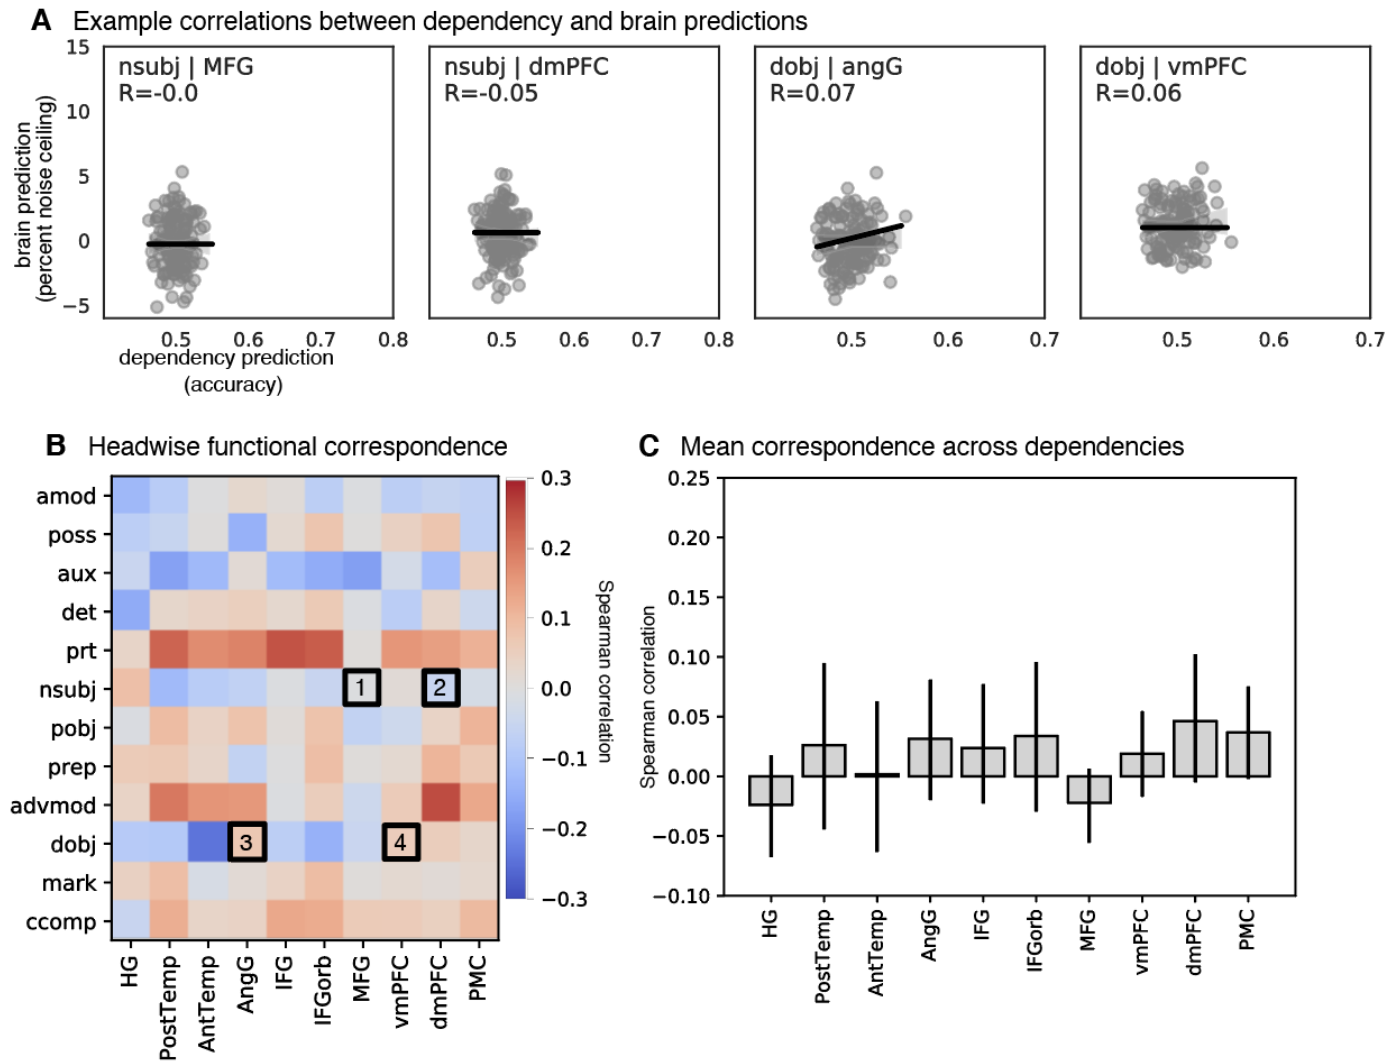 A Example correlations between dependency and brain predictions
brain prediction
(percent noise ceiling)
15
10
5
0
−5
nsubj | MFG
R=-0.0
0.5 0.6 0.7 0.8
nsubj | dmPFC
R=-0.05
0.5 0.6 0.7 0.8
dobj | angG
R=0.07
0.5 0.6 0.7
dobj | vmPFC
R=0.06
0.5 0.6 0.7
dependency prediction
(accuracy)
B Headwise functional correspondence
amod
poss
aux
det
prt
nsubj
pobj
prep
advmod
dobj
mark
ccomp
1
2
3
4
HG
PostTemp
AntTemp
AngG
IFG
IFGorb
MFG
vmPFC
dmPFC
PMC
0.3
0.2
0.1
0.0
−0.1
−0.2
−0.3
Spearman correlation
C Mean correspondence across dependencies
Spearman correlation
0.25
0.20
0.15
0.10
0.05
0.00
−0.05
−0.10
HG
PostTemp
AntTemp
AngG
IFG
IFGorb
MFG
vmPFC
dmPFC
PMC